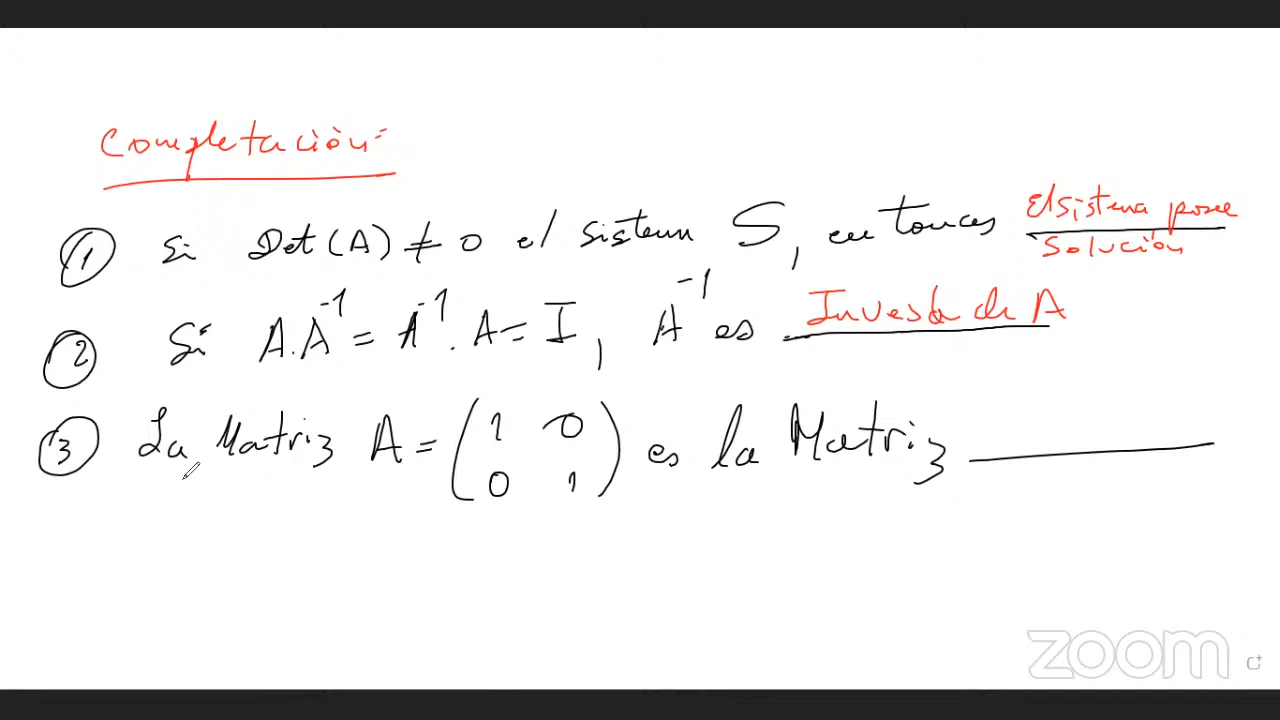 Completación:
① Si Det(A) ≠ 0 el sistema S, entonces El sistema posee solución
② Si A.A⁻¹ = A⁻¹.A = I, A⁻¹ es Inversa de A
③ La Matriz A = (1 0
0 1) es la Matriz ______
zoom